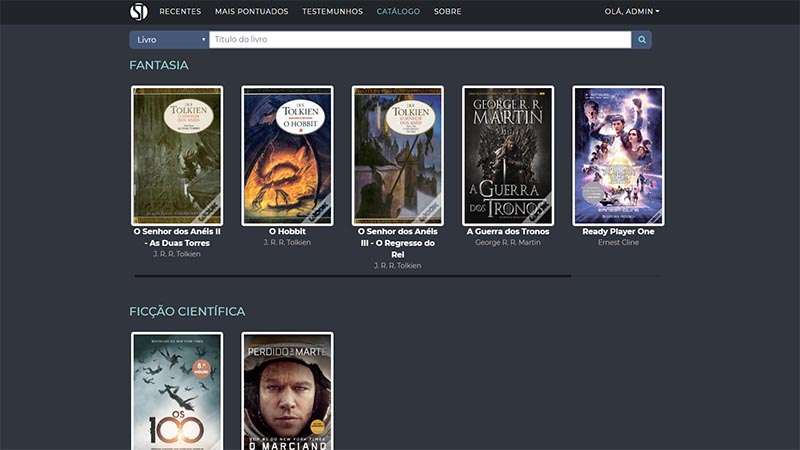 SJ
RECENTES
MAIS PONTUADOS
TESTEMUNHOS
CATÁLOGO
SOBRE
OLÁ, ADMIN
Livro
Título do livro
FANTASIA
TOLKIEN
O SENHOR
DOS ANÉIS
TOLKIEN
O HOBBIT
TOLKIEN
O SENHOR
DOS ANÉIS
GEORGE R. R.
MARTIN
A GUERRA
DOS TRONOS
O Senhor dos Anéis II
- As Duas Torres
J. R. R. Tolkien
O Hobbit
J. R. R. Tolkien
O Senhor dos Anéis
III - O Regresso do
Rei
J. R. R. Tolkien
A Guerra dos Tronos
George R. R. Martin
Ready Player One
Ernest Cline
FICÇÃO CIENTÍFICA
8.ª
edição
OS
100
PERDIDO EM MARTE
O MARCIANO